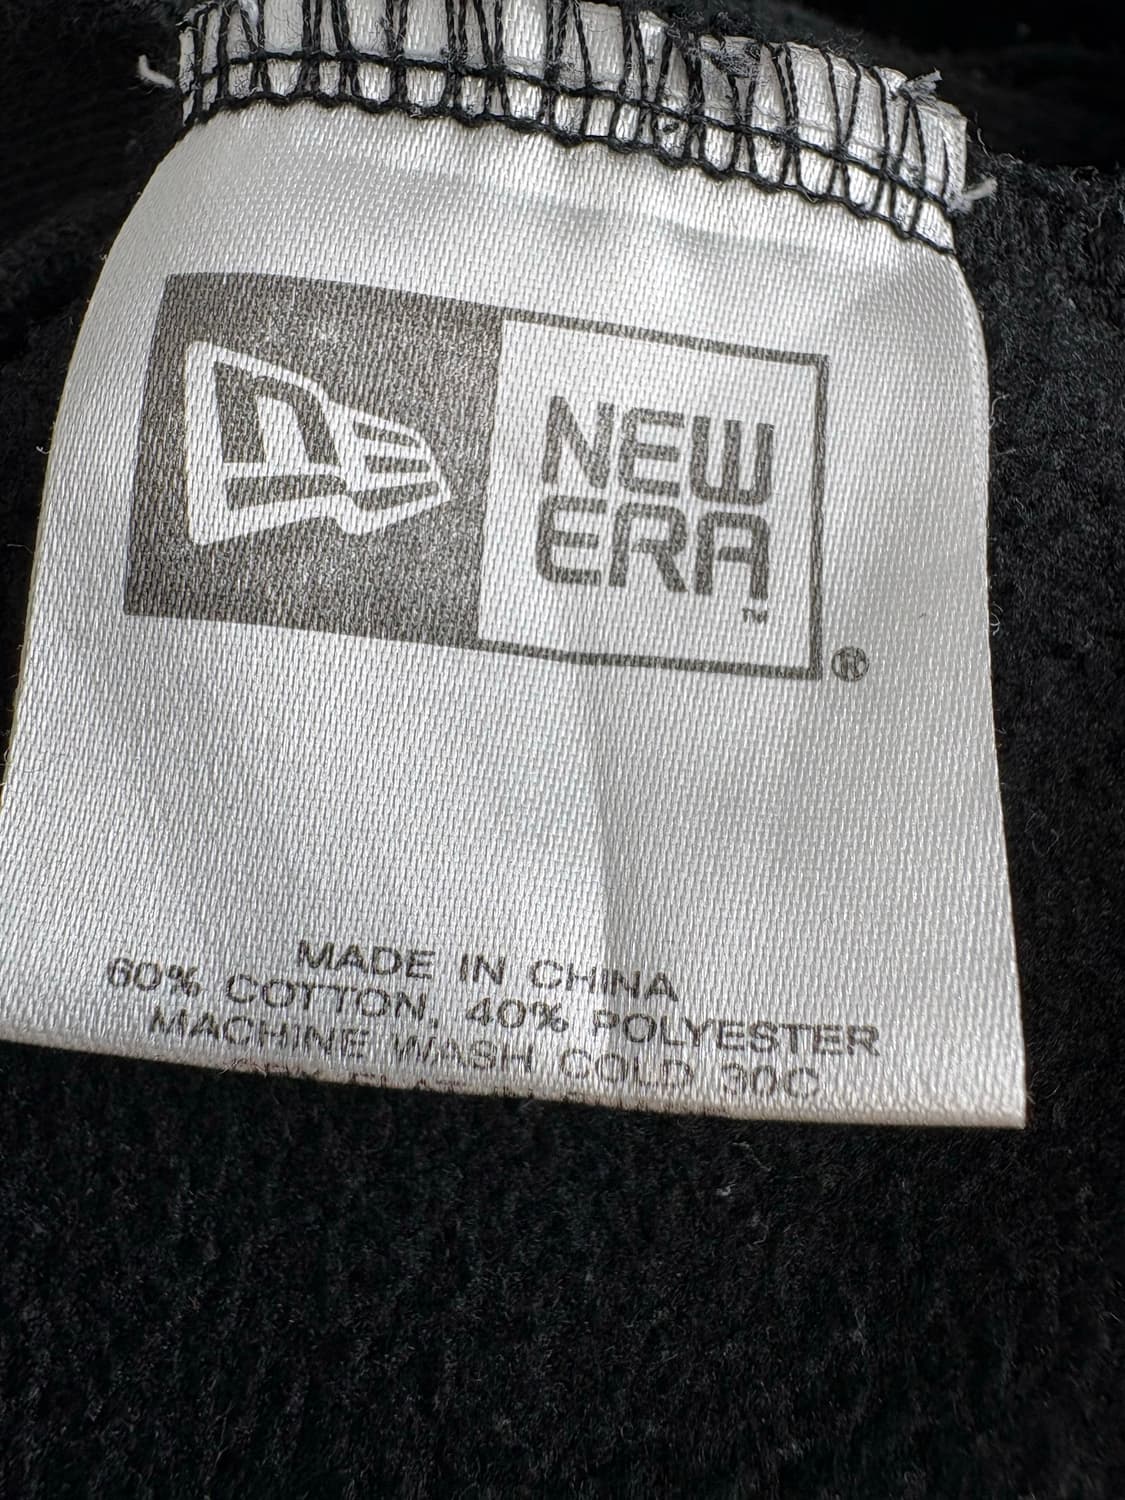 NEW
ERA
™
®
MADE IN CHINA
60% COTTON, 40% POLYESTER
MACHINE WASH COLD 30C